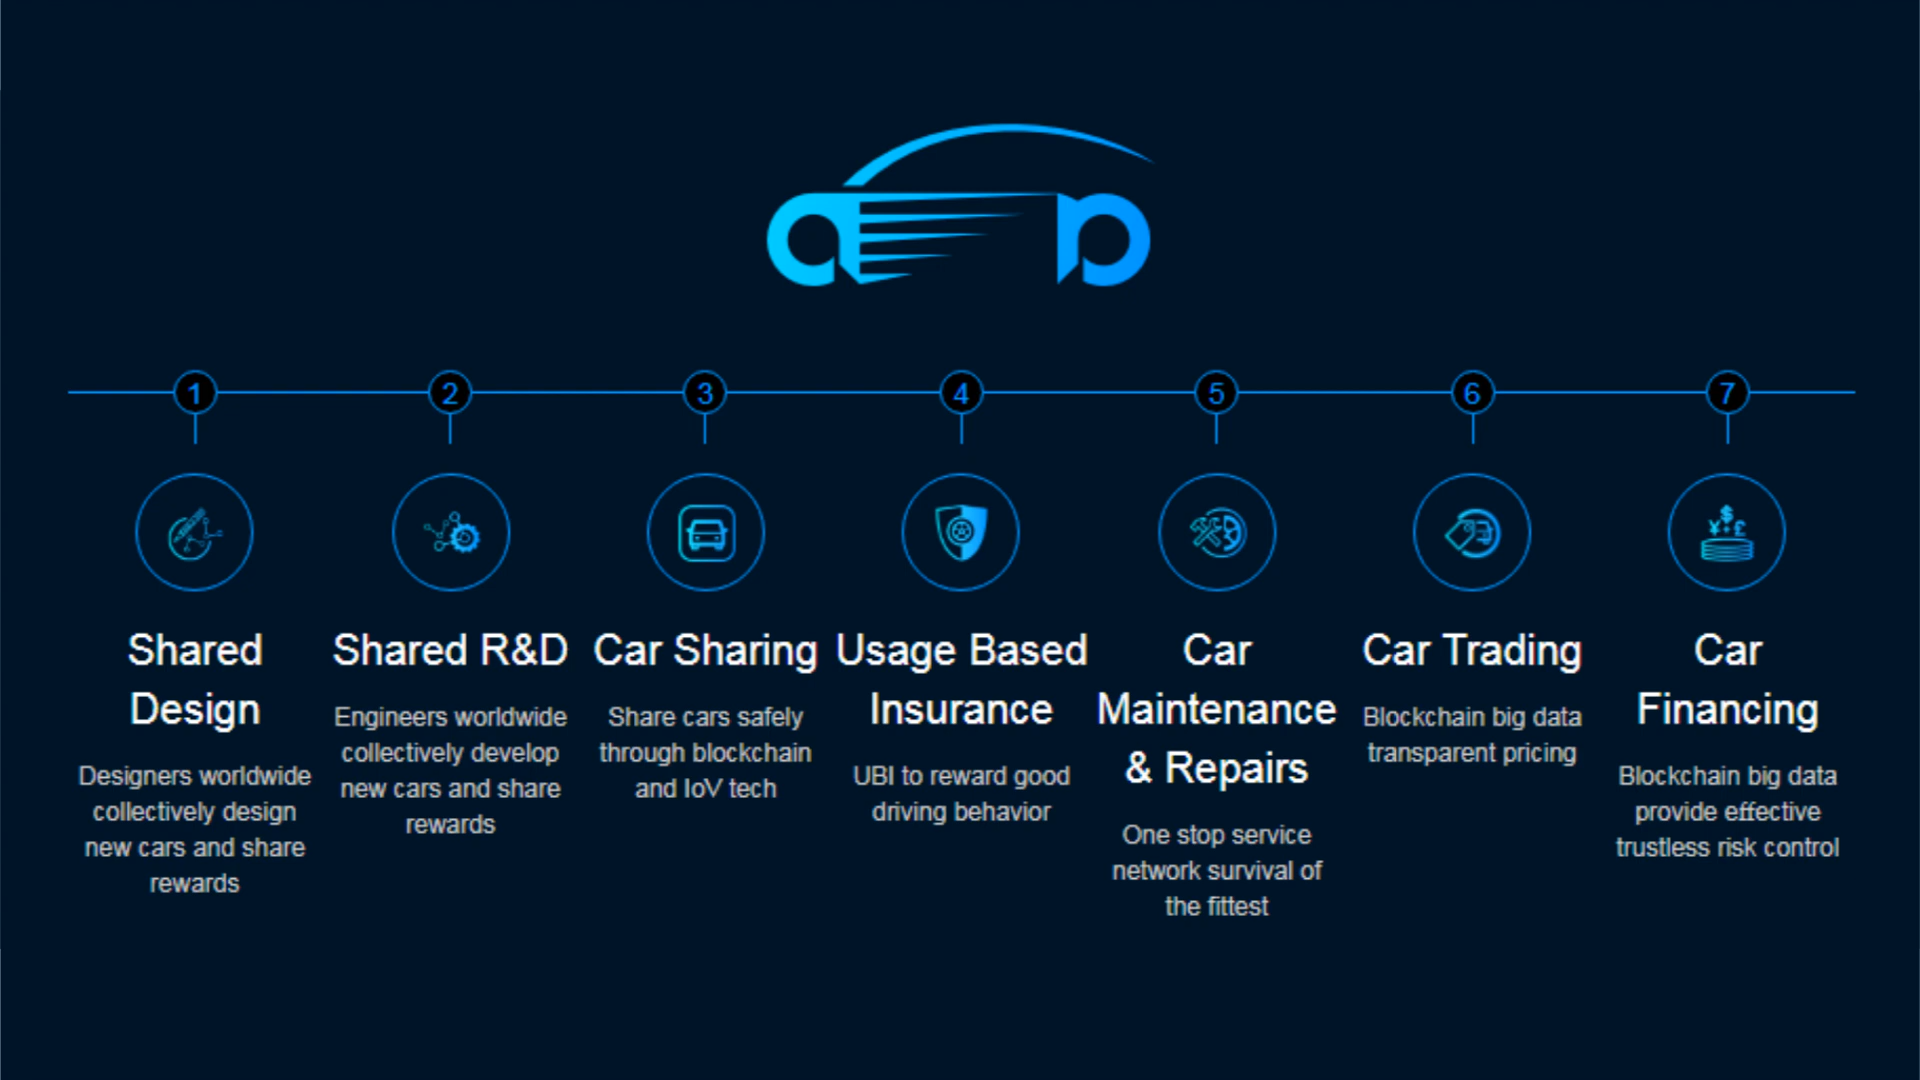 1
2
3
4
5
6
7
Shared
Design
Designers worldwide
collectively design
new cars and share
rewards
Shared R&D
Engineers worldwide
collectively develop
new cars and share
rewards
Car Sharing
Share cars safely
through blockchain
and IoV tech
Usage Based
Insurance
UBI to reward good
driving behavior
Car
Maintenance
& Repairs
One stop service
network survival of
the fittest
Car Trading
Blockchain big data
transparent pricing
Car
Financing
Blockchain big data
provide effective
trustless risk control